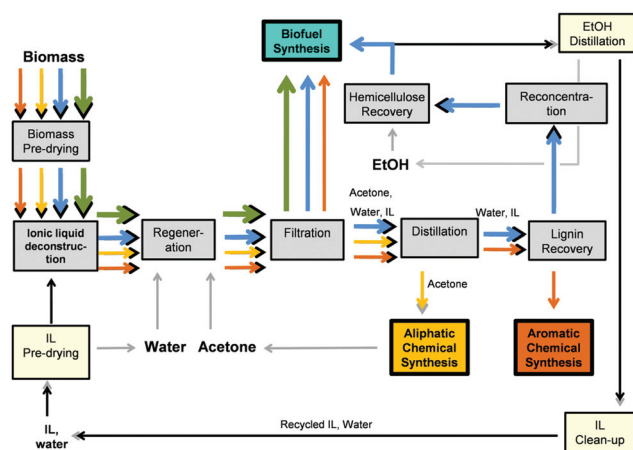 Biofuel
Synthesis
EtOH
Distillation
Biomass
Hemicellulose
Recovery
Reconcentra-
tion
Biomass
Pre-drying
EtOH
Acetone,
Water, IL
Water, IL
Ionic liquid
deconstruc-
tion
Regener-
ation
Filtration
Distillation
Lignin
Recovery
Acetone
IL
Pre-drying
Water
Acetone
Aliphatic
Chemical
Synthesis
Aromatic
Chemical
Synthesis
IL,
water
Recycled IL, Water
IL
Clean-up